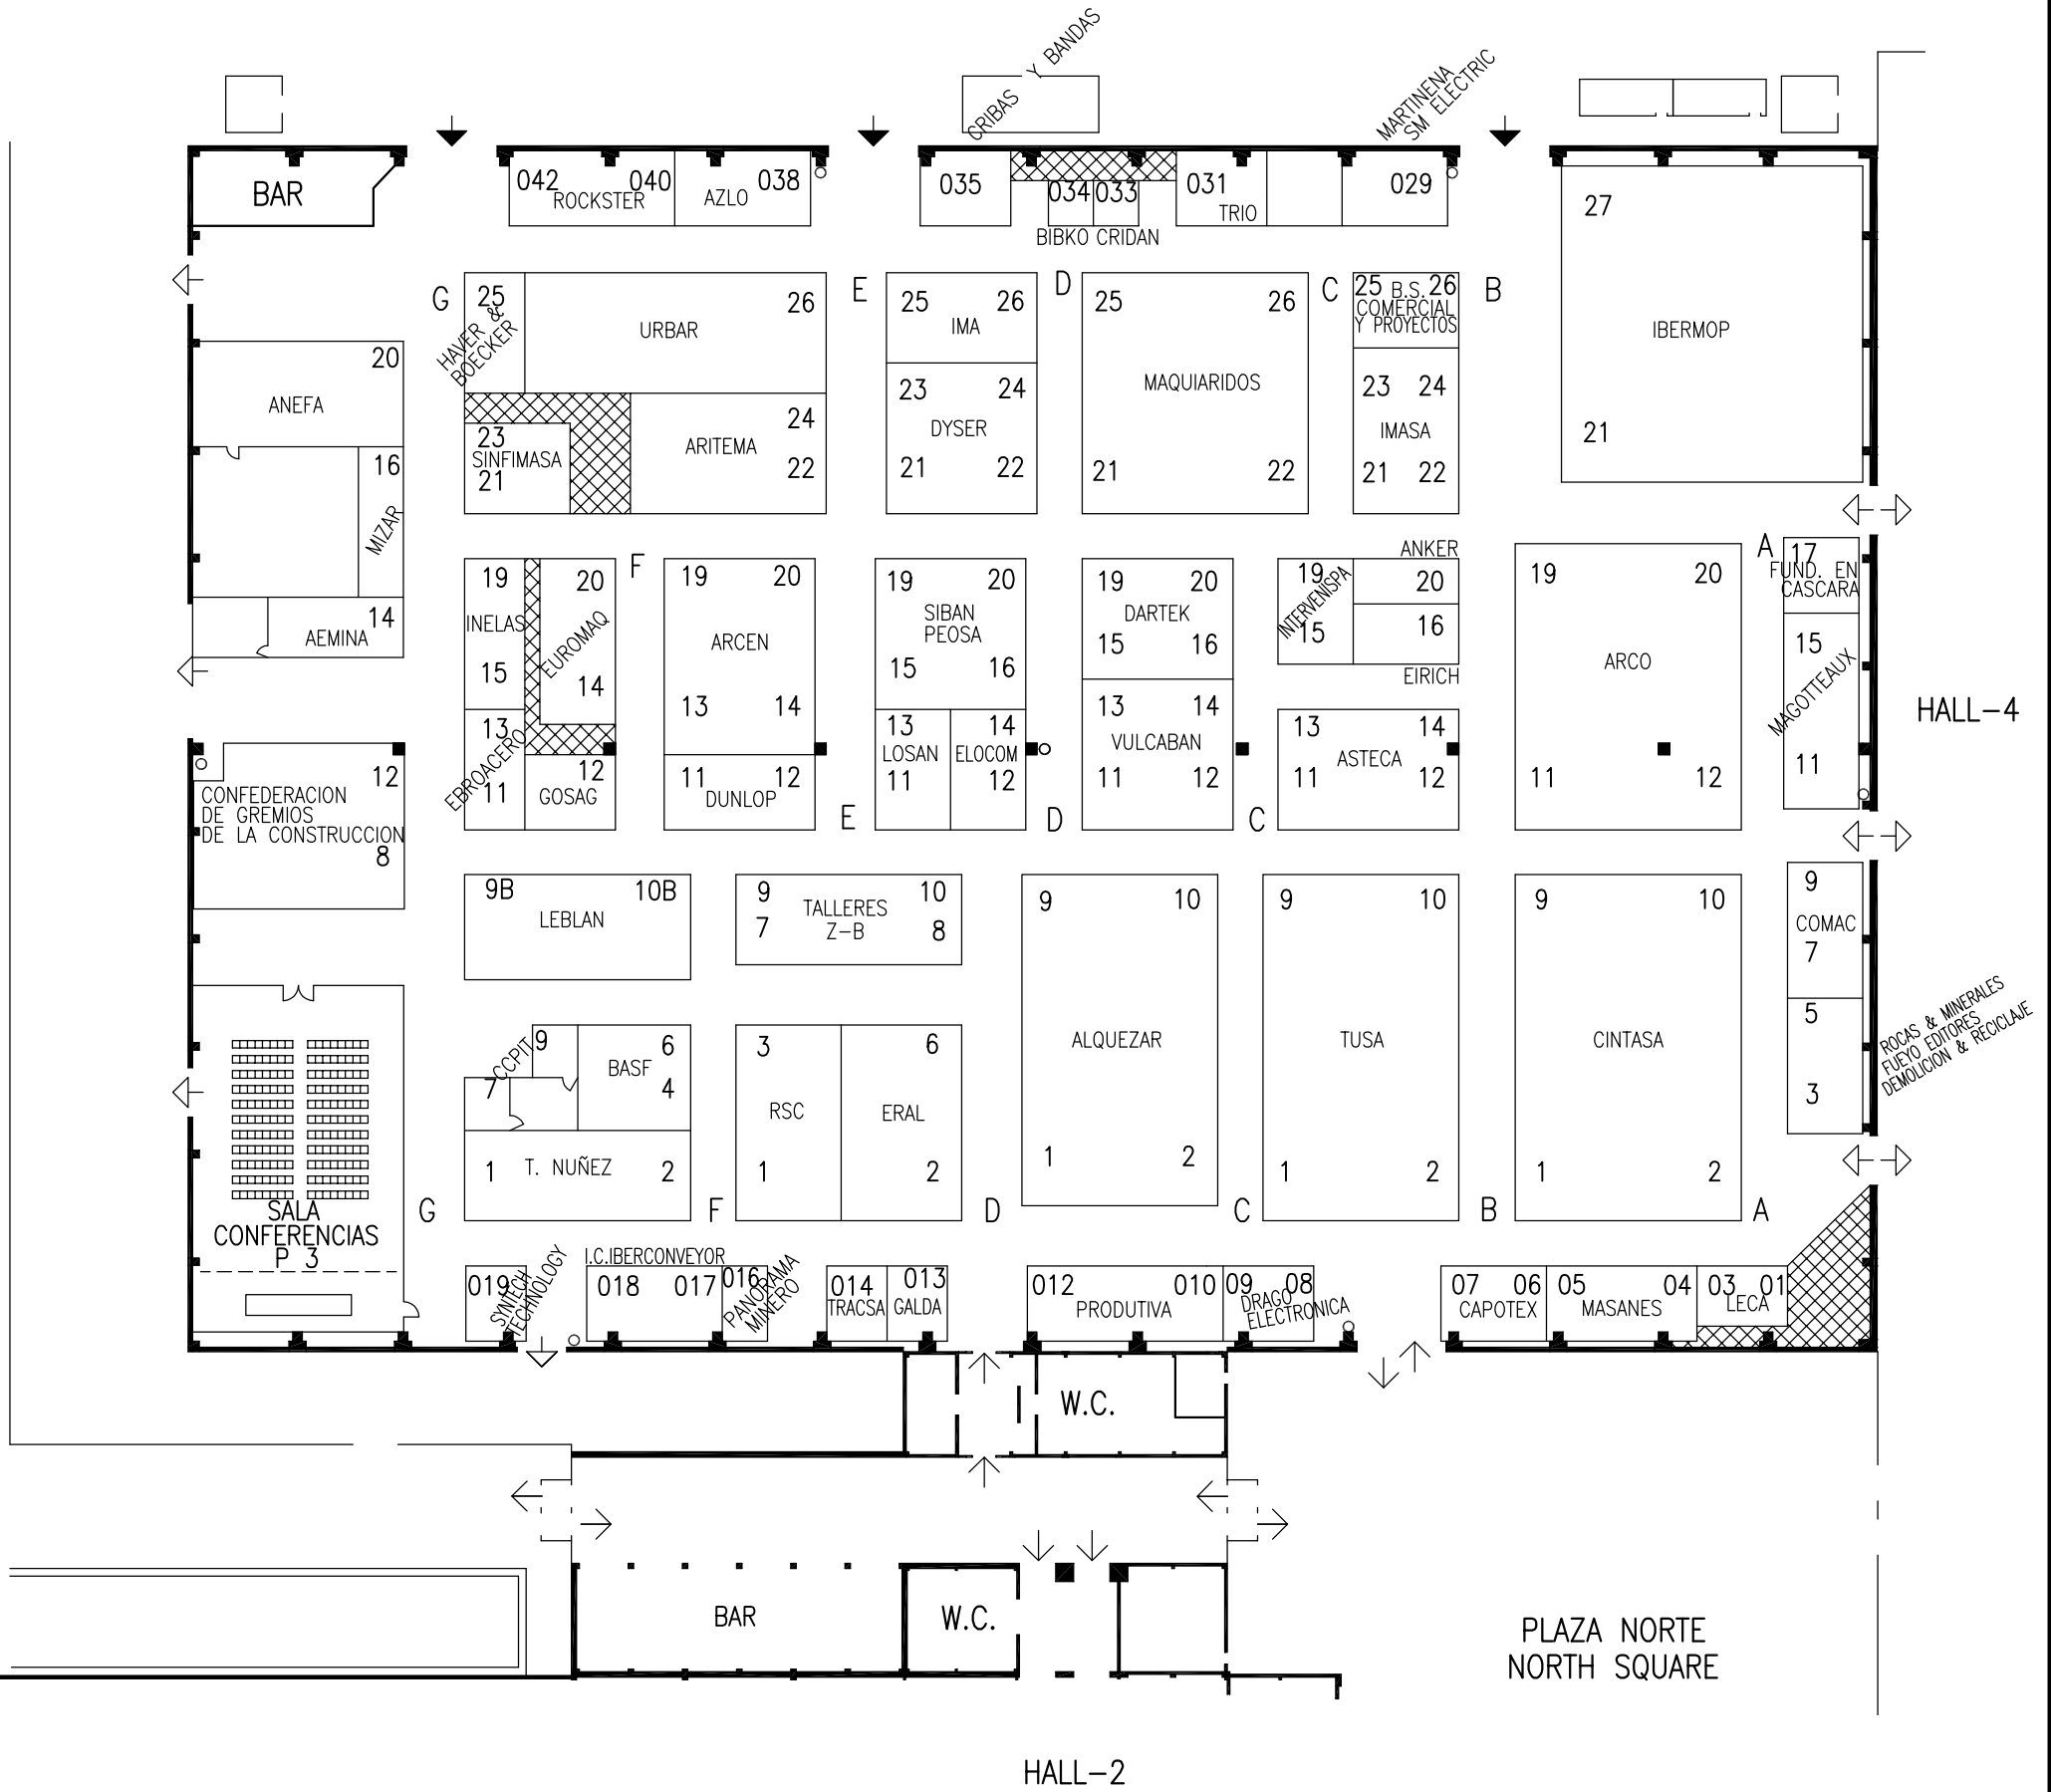 CRIBAS Y BANDAS
MARTINENA
SM ELECTRIC
BAR
042 040
ROCKSTER
AZLO 038
035
034 033
BIBKO CRIDAN
031
TRIO
029
27
IBERMOP
21
G
25
HAVER &
BOECKER
URBAR
26
E
25 26
IMA
D
25 26
MAQUIARIDOS
21 22
C
25 B.S. 26
COMERCIAL
Y PROYECTOS
B
20
ANEFA
23
SINFIMASA
21
ARITEMA
24
22
23 24
DYSER
21 22
23 24
IMASA
21 22
16
MIZAR
14
AEMINA
19
INELAS
15
20
EUROMAQ
14
F
19 20
ARCEN
13 14
19 20
SIBAN
PEOSA
15 16
19 20
DARTEK
15 16
ANKER
19
INTERVENISPA
15
20
16
EIRICH
19 20
ARCO
11 12
A
17
FUND. EN
CASCARA
15
MAGOTTEAUX
11
HALL-4
12
CONFEDERACION
DE GREMIOS
DE LA CONSTRUCCION
8
13
EBROACERO
11
12
GOSAG
11 12
DUNLOP
E
13
LOSAN
11
14
ELOCOM
12
D
13 14
VULCABAN
11 12
C
13 14
ASTECA
11 12
9B 10B
LEBLAN
9 10
TALLERES
7 Z-B 8
9 10
ALQUEZAR
1 2
9 10
TUSA
1 2
9 10
CINTASA
1 2
9
COMAC
7
5
3
ROCAS & MINERALES
FUEYO EDITORES
DEMOLICION & RECICLAJE
9
CCPIT
7
6
BASF
4
1 T. NUÑEZ 2
3
RSC
1
6
ERAL
2
SALA
CONFERENCIAS
P 3
G
F
D
C
B
A
019
SYNTECH
TECHNOLOGY
I.C.IBERCONVEYOR
018 017
016
PANORAMA
MINERO
014
TRACSA
013
GALDA
012 010
PRODUTIVA
09 08
DRAGO
ELECTRONICA
07 06
CAPOTEX
05 04
MASANES
03 01
LECA
W.C.
BAR
W.C.
PLAZA NORTE
NORTH SQUARE
HALL-2